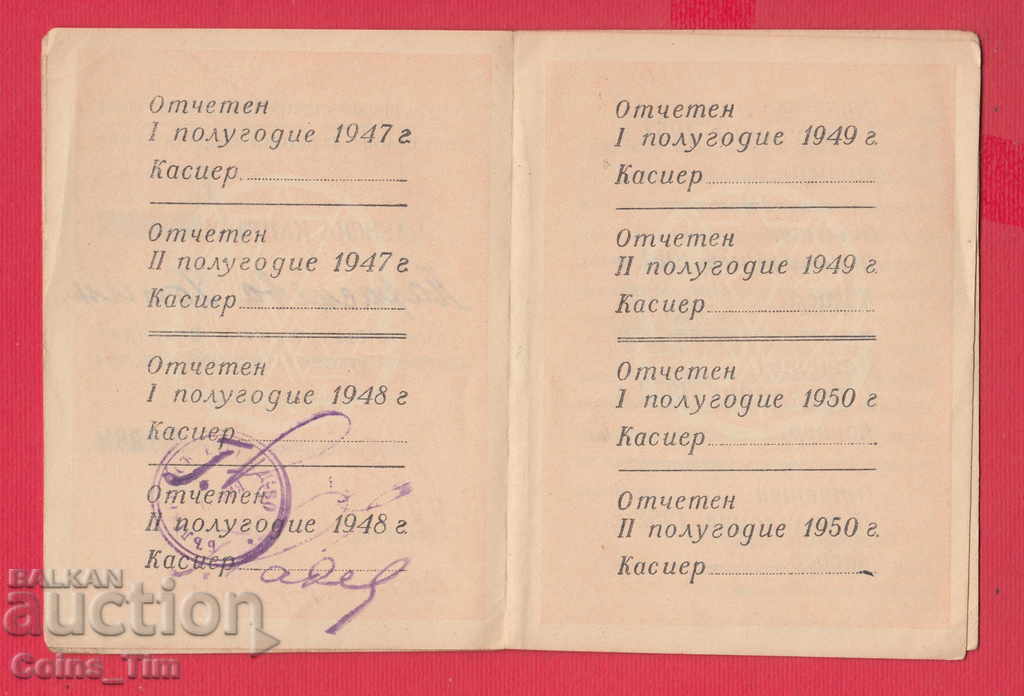 Отчетен
I полугодие 1947 г.
Касиер
Отчетен
II полугодие 1947 г
Касиер
Отчетен
I полугодие 1948 г
Касиер
Отчетен
II полугодие 1948 г.
Касиер
Отчетен
I полугодие 1949 г.
Касиер
Отчетен
II полугодие 1949 г.
Касиер
Отчетен
I полугодие 1950 г
Касиер
Отчетен
II полугодие 1950 г.
Касиер
BALKAN
auction
Coins_Tim